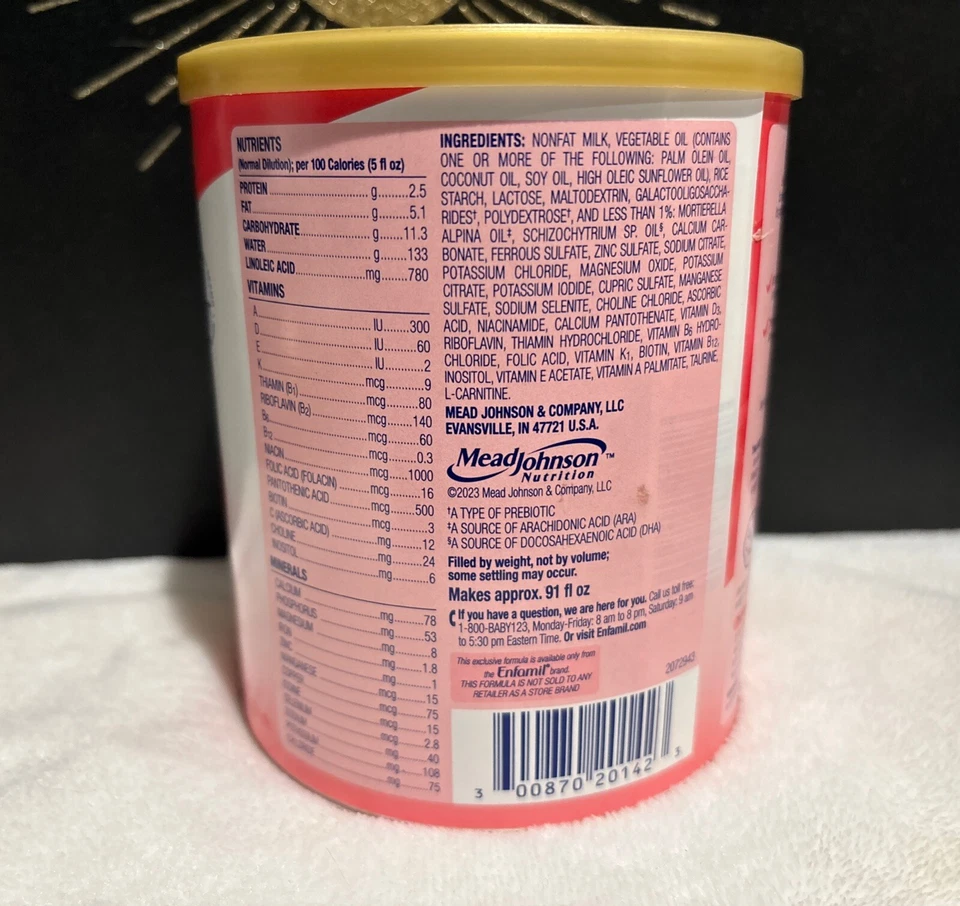 NUTRIENTS
(Normal Dilution); per 100 Calories (5 fl oz)
PROTEIN g 2.5
FAT g 5.1
CARBOHYDRATE g 11.3
WATER g 133
LINOLEIC ACID mg 780
VITAMINS
A IU 300
D IU 60
E IU 2
K mcg 9
THIAMIN (B1) mcg 80
RIBOFLAVIN (B2) mcg 140
B6 mcg 60
B12 mcg 0.3
NIACIN mcg 1000
FOLIC ACID (FOLACIN) mcg 16
PANTOTHENIC ACID mcg 500
BIOTIN mcg 3
C (ASCORBIC ACID) mg 12
CHOLINE mg 24
INOSITOL mg 6
MINERALS
CALCIUM mg 78
PHOSPHORUS mg 53
MAGNESIUM mg 8
IRON mg 1.8
ZINC mg 1
MANGANESE mcg 15
COPPER mcg 75
IODINE mcg 15
SELENIUM mcg 2.8
SODIUM mg 40
POTASSIUM mg 108
CHLORIDE mg 75
INGREDIENTS: NONFAT MILK, VEGETABLE OIL (CONTAINS
ONE OR MORE OF THE FOLLOWING: PALM OLEIN OIL,
COCONUT OIL, SOY OIL, HIGH OLEIC SUNFLOWER OIL), RICE
STARCH, LACTOSE, MALTODEXTRIN, GALACTOOLIGOSACCHA-
RIDES†, POLYDEXTROSE†, AND LESS THAN 1%: MORTIERELLA
ALPINA OIL‡, SCHIZOCHYTRIUM SP. OIL§, CALCIUM CAR-
BONATE, FERROUS SULFATE, ZINC SULFATE, SODIUM CITRATE,
POTASSIUM CHLORIDE, MAGNESIUM OXIDE, POTASSIUM
CITRATE, POTASSIUM IODIDE, CUPRIC SULFATE, MANGANESE
SULFATE, SODIUM SELENITE, CHOLINE CHLORIDE, ASCORBIC
ACID, NIACINAMIDE, CALCIUM PANTOTHENATE, VITAMIN D3,
RIBOFLAVIN, THIAMIN HYDROCHLORIDE, VITAMIN B6 HYDRO-
CHLORIDE, FOLIC ACID, VITAMIN K1, BIOTIN, VITAMIN B12,
INOSITOL, VITAMIN E ACETATE, VITAMIN A PALMITATE, TAURINE,
L-CARNITINE.
MEAD JOHNSON & COMPANY, LLC
EVANSVILLE, IN 47721 U.S.A.
MeadJohnson™
Nutrition
©2023 Mead Johnson & Company, LLC
†A TYPE OF PREBIOTIC
‡A SOURCE OF ARACHIDONIC ACID (ARA)
§A SOURCE OF DOCOSAHEXAENOIC ACID (DHA)
Filled by weight, not by volume;
some settling may occur.
Makes approx. 91 fl oz
If you have a question, we are here for you. Call us toll free:
1-800-BABY123, Monday-Friday: 8 am to 8 pm, Saturday: 9 am
to 5:30 pm Eastern Time. Or visit Enfamil.com
This exclusive formula is available only from
the Enfamil® brand.
THIS FORMULA IS NOT SOLD TO ANY
RETAILER AS A STORE BRAND
2072943
3 00870 20142 3